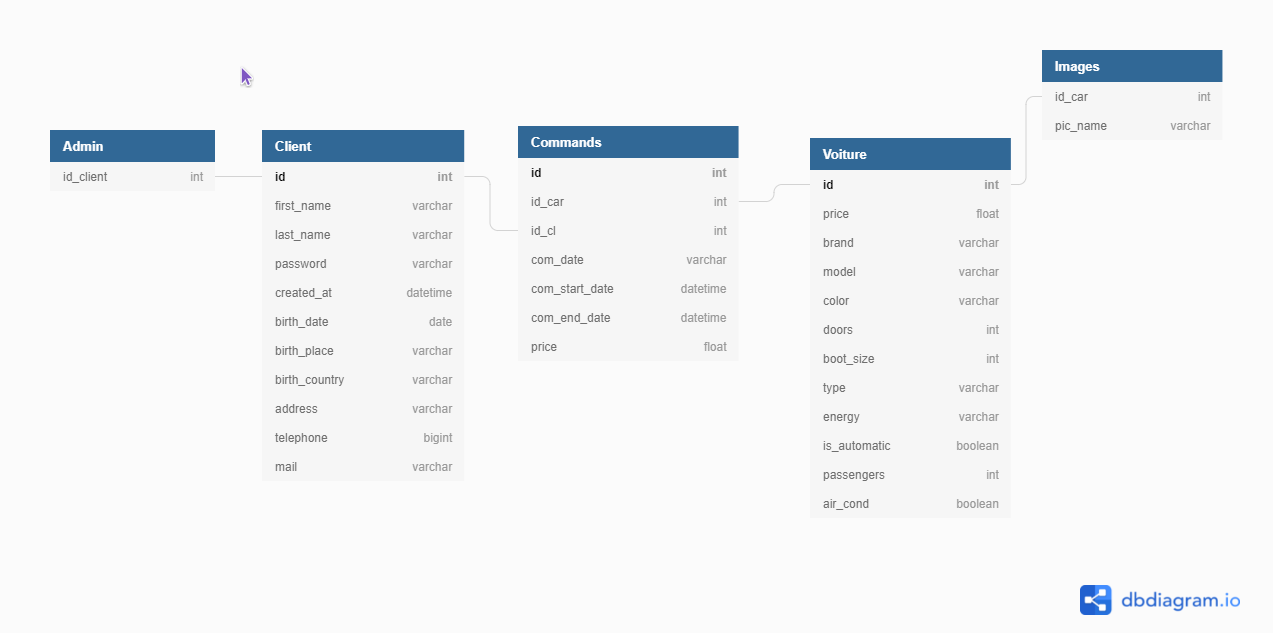 Admin
id_client int
Client
id int
first_name varchar
last_name varchar
password varchar
created_at datetime
birth_date date
birth_place varchar
birth_country varchar
address varchar
telephone bigint
mail varchar
Commands
id int
id_car int
id_cl int
com_date varchar
com_start_date datetime
com_end_date datetime
price float
Voiture
id int
price float
brand varchar
model varchar
color varchar
doors int
boot_size int
type varchar
energy varchar
is_automatic boolean
passengers int
air_cond boolean
Images
id_car int
pic_name varchar
dbdiagram.io